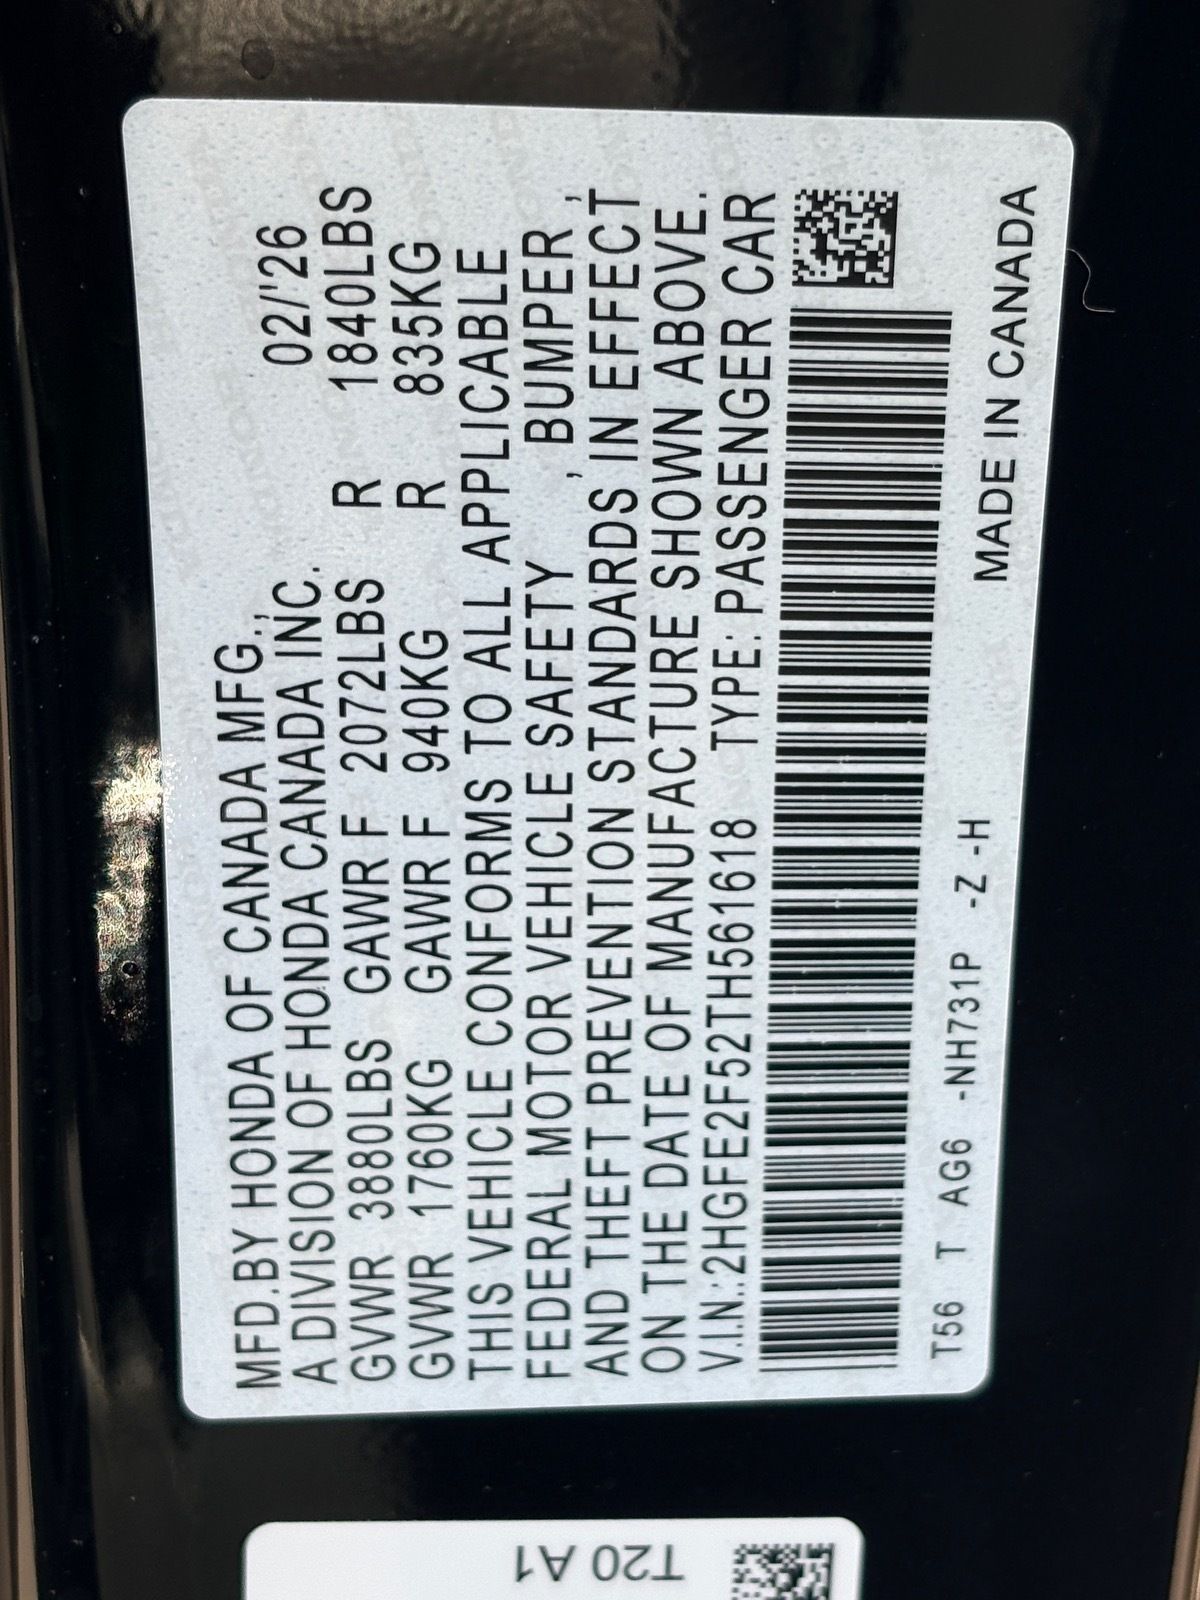 MFD.BY HONDA OF CANADA MFG.,
A DIVISION OF HONDA CANADA INC. 02/'26
GVWR 3880LBS GAWR F 2072LBS R 1840LBS
GVWR 1760KG GAWR F 940KG R 835KG
THIS VEHICLE CONFORMS TO ALL APPLICABLE
FEDERAL MOTOR VEHICLE SAFETY , BUMPER ,
AND THEFT PREVENTION STANDARDS IN EFFECT
ON THE DATE OF MANUFACTURE SHOWN ABOVE.
V.I.N.:2HGFE2F52TH561618 TYPE: PASSENGER CAR
T56 T AG6 -NH731P -Z -H MADE IN CANADA
T20 A1